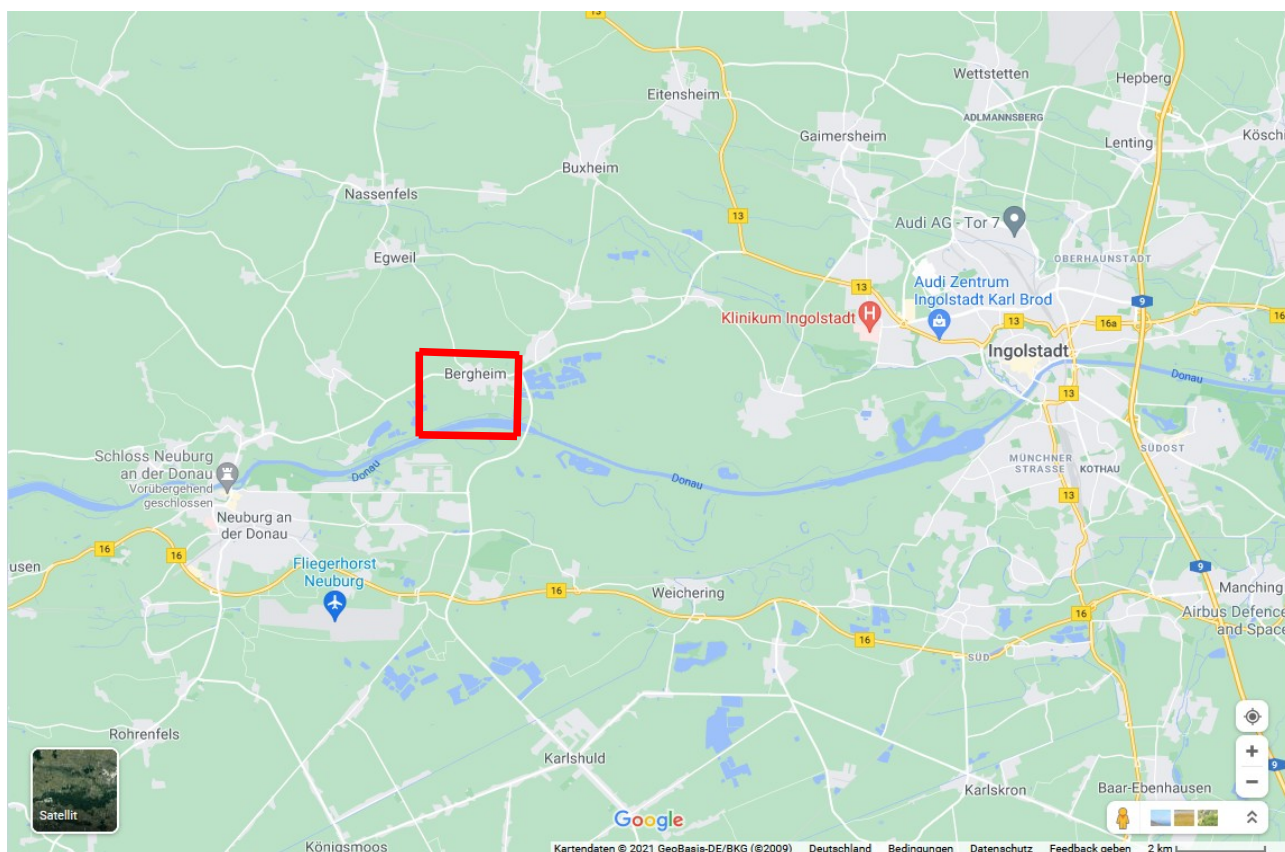 13
Wettstetten
Hepberg
Eitensheim
ADLMANNSBERG
Gaimersheim
Lenting
Köschi
Buxheim
Nassenfels
13
Audi AG - Tor 7
Egweil
OBERHAUNSTADT
13
Audi Zentrum
Ingolstadt Karl Brod
9
Klinikum Ingolstadt
13
16a
16
Ingolstadt
Bergheim
Donau
13
Schloss Neuburg
an der Donau
Vorübergehend
geschlossen
Donau
Donau
MÜNCHNER
STRASSE
KOTHAU
SÜDOST
13
Neuburg an
der Donau
16
16
usen
Fliegerhorst
Neuburg
9
16
Weichering
Manching
16
Airbus Defence
and Space
16
SÜD
Rohrenfels
Karlshuld
9
Karlskron
Baar-Ebenhausen
Satellit
Google
Königsmoos
Kartendaten © 2021 GeoBasis-DE/BKG (©2009) Deutschland Bedingungen Datenschutz Feedback geben 2 km